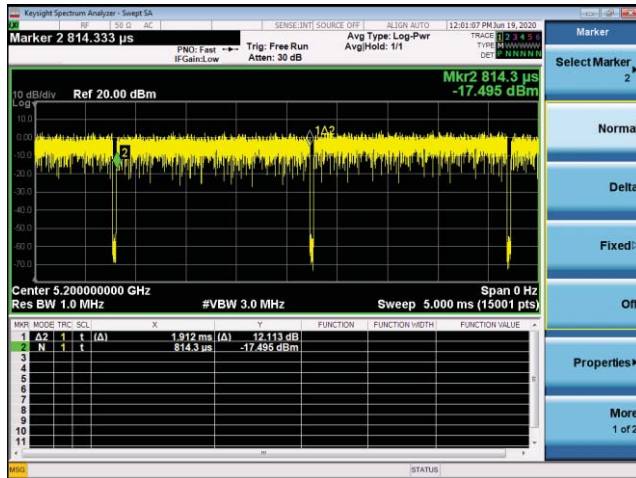 Keysight Spectrum Analyzer - Swept SA
RF 50 Ω AC SENSE:INT SOURCE OFF ALIGN AUTO 12:01:07 PM Jun 19, 2020
Marker 2 814.333 µs
PNO: Fast Trig: Free Run Avg Type: Log-Pwr TRACE 1 2 3 4 5 6
IFGain:Low Atten: 30 dB Avg|Hold: 1/1 TYPE M W W W W W
DET P N N N N N
Mkr2 814.3 µs
10 dB/div Ref 20.00 dBm -17.495 dBm
Log
10.0
0.00
-10.0
-20.0
-30.0
-40.0
-50.0
-60.0
-70.0
1Δ2
2
Center 5.200000000 GHz Span 0 Hz
Res BW 1.0 MHz #VBW 3.0 MHz Sweep 5.000 ms (15001 pts)
MKR MODE TRC SCL X Y FUNCTION FUNCTION WIDTH FUNCTION VALUE
1 Δ2 1 t (Δ) 1.912 ms (Δ) 12.113 dB
2 N 1 t 814.3 µs -17.495 dBm
3
4
5
6
7
8
9
10
11
MSG STATUS
Marker
Select Marker
2
Norma
Delta
Fixed
Off
Properties
More
1 of 2